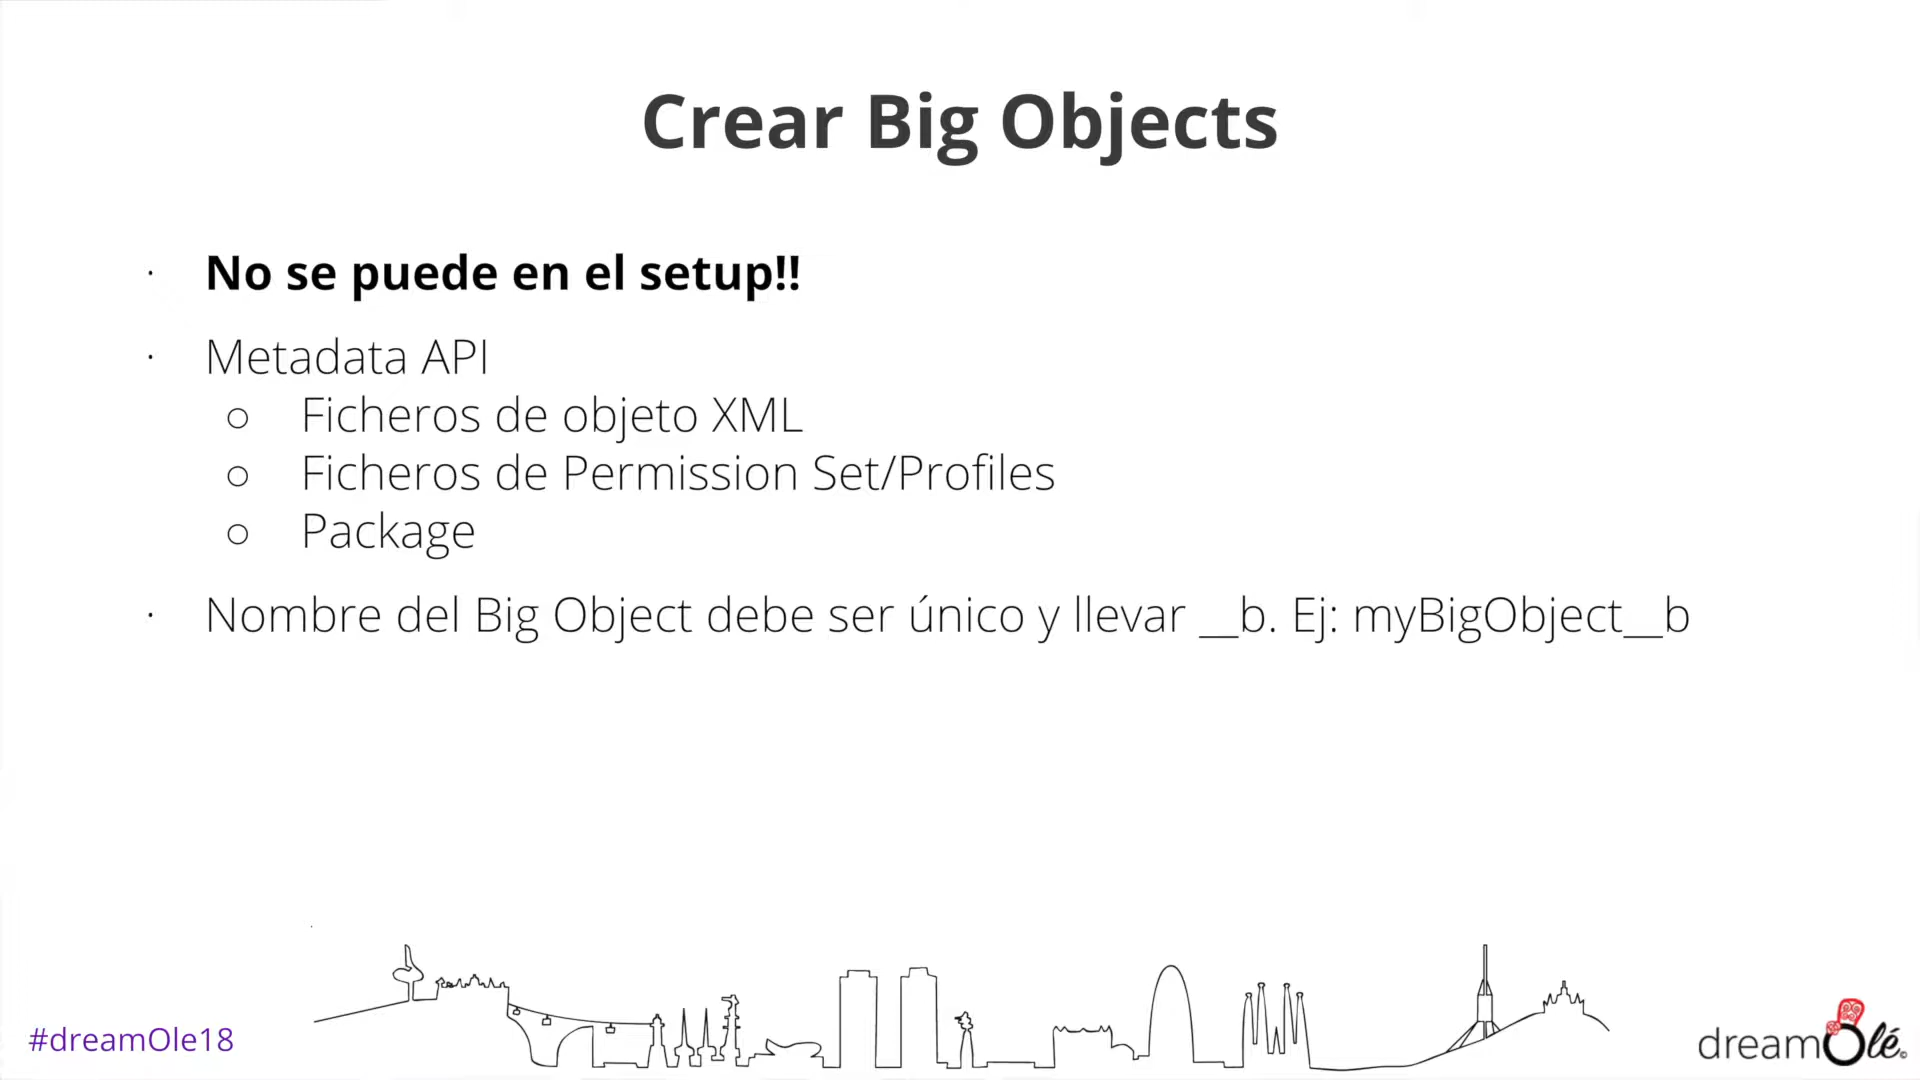 Crear Big Objects
· No se puede en el setup!!
· Metadata API
○ Ficheros de objeto XML
○ Ficheros de Permission Set/Profiles
○ Package
· Nombre del Big Object debe ser único y llevar __b. Ej: myBigObject__b
#dreamOle18
dreamOlé